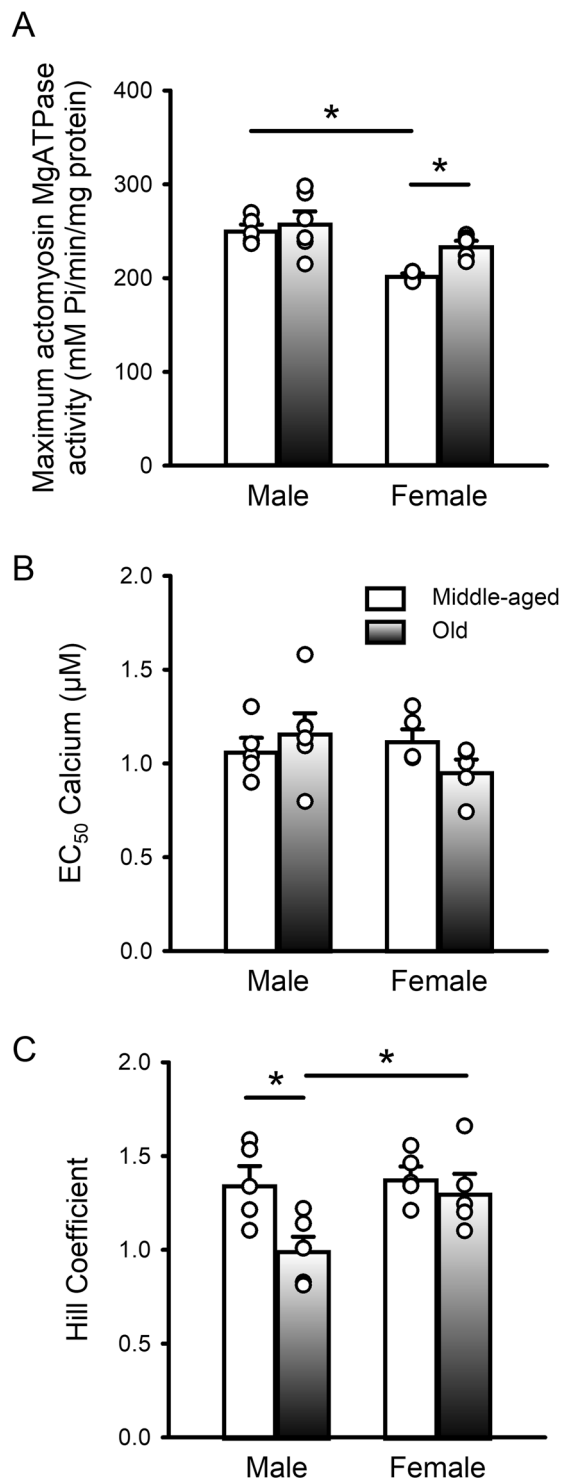 A
Maximum actomyosin MgATPase
activity (mM Pi/min/mg protein)
400
300
200
100
0
*
*
Male
Female
B
EC₅₀ Calcium (μM)
2.0
1.5
1.0
0.5
0.0
Middle-aged
Old
Male
Female
C
Hill Coefficient
2.0
1.5
1.0
0.5
0.0
*
*
Male
Female